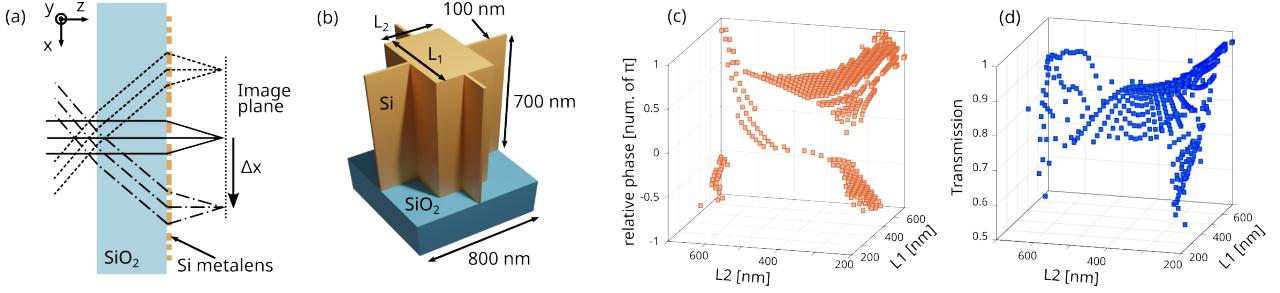 (a)
y
z
x
Image
plane
Δx
SiO2
Si metalens
(b)
L2
100 nm
L1
Si
700 nm
SiO2
800 nm
(c)
relative phase [num. of π]
1
0.5
0
-0.5
-1
600
400
200
L2 [nm]
200
400
600
L1 [nm]
(d)
Transmission
1
0.9
0.8
0.7
0.6
0.5
600
400
200
L2 [nm]
200
400
600
L1 [nm]